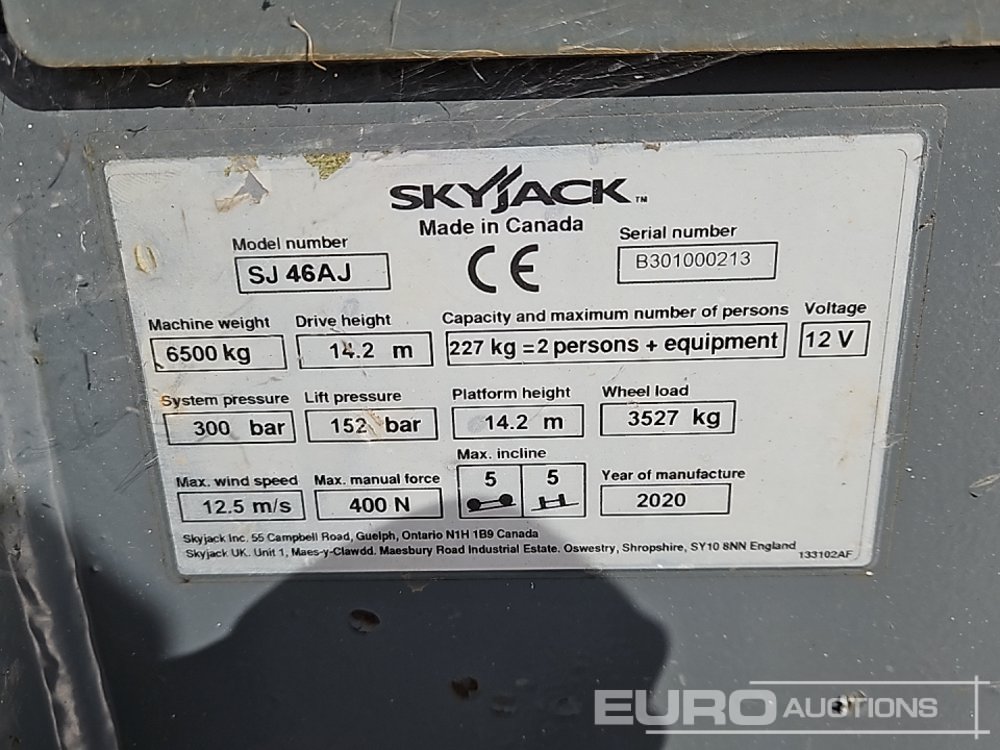 SKYJACK™
Made in Canada
Model number
SJ 46AJ
CE
Serial number
B301000213
Machine weight
6500 kg
Drive height
14.2 m
Capacity and maximum number of persons
227 kg = 2 persons + equipment
Voltage
12 V
System pressure
300 bar
Lift pressure
152 bar
Platform height
14.2 m
Wheel load
3527 kg
Max. wind speed
12.5 m/s
Max. manual force
400 N
Max. incline
5 5
Year of manufacture
2020
Skyjack Inc. 55 Campbell Road, Guelph, Ontario N1H 1B9 Canada
Skyjack UK. Unit 1, Maes-y-Clawdd. Maesbury Road Industrial Estate. Oswestry, Shropshire, SY10 8NN England
133102AF
EURO AUCTIONS